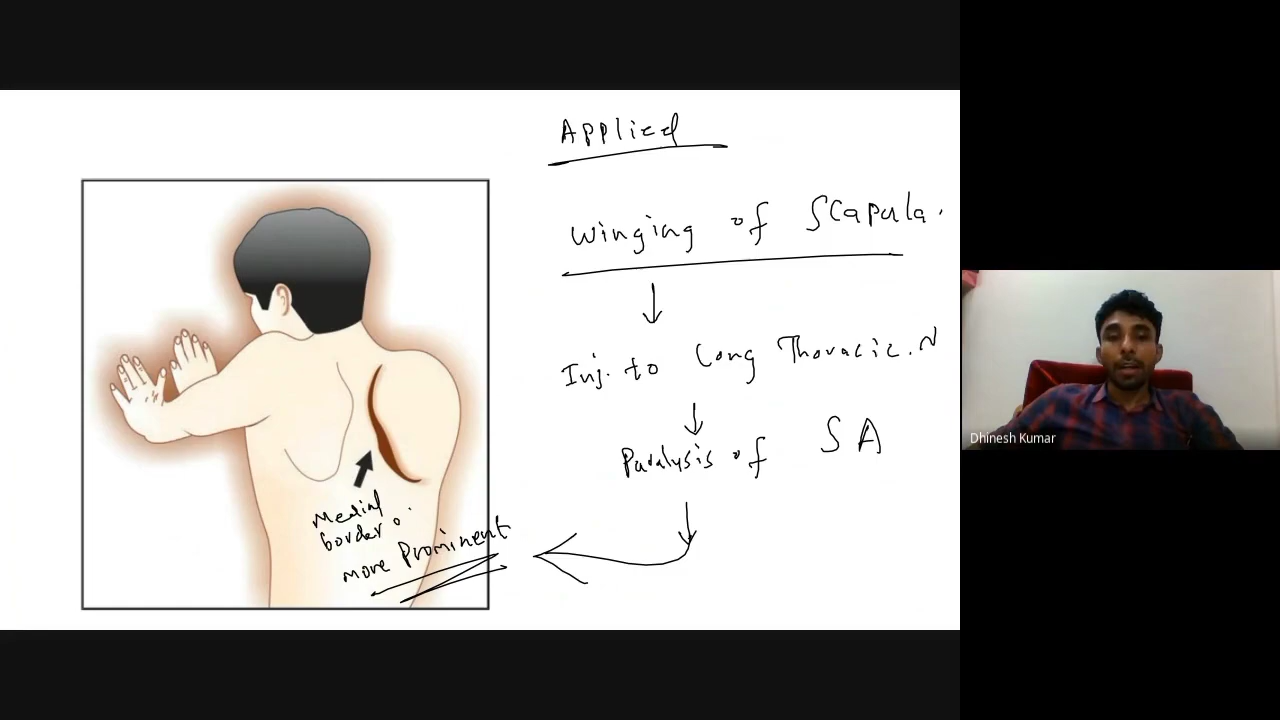 Applied
Winging of Scapula.
Inj. to Long Thoracic. N
Paralysis of SA
Medial
border.
more Prominent
Dhinesh Kumar